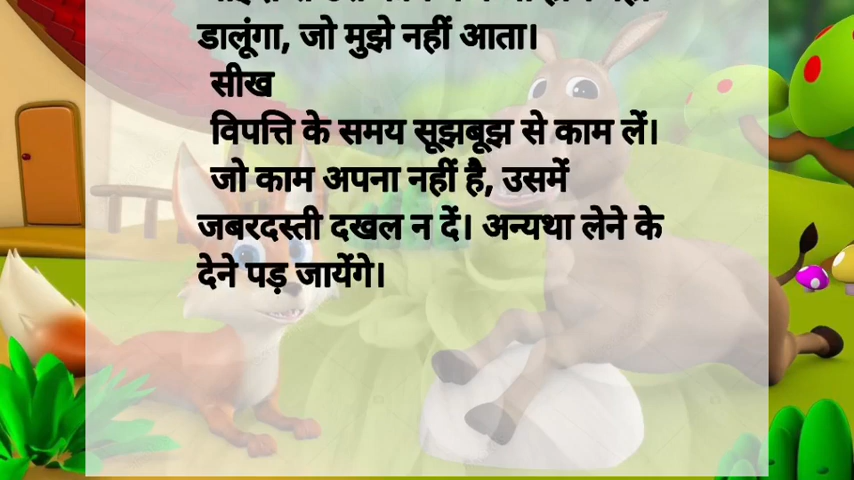 डालूंगा, जो मुझे नहीं आता।
सीख
विपत्ति के समय सूझबूझ से काम लें।
जो काम अपना नहीं है, उसमें
जबरदस्ती दखल न दें। अन्यथा लेने के
देने पड़ जायेंगे।